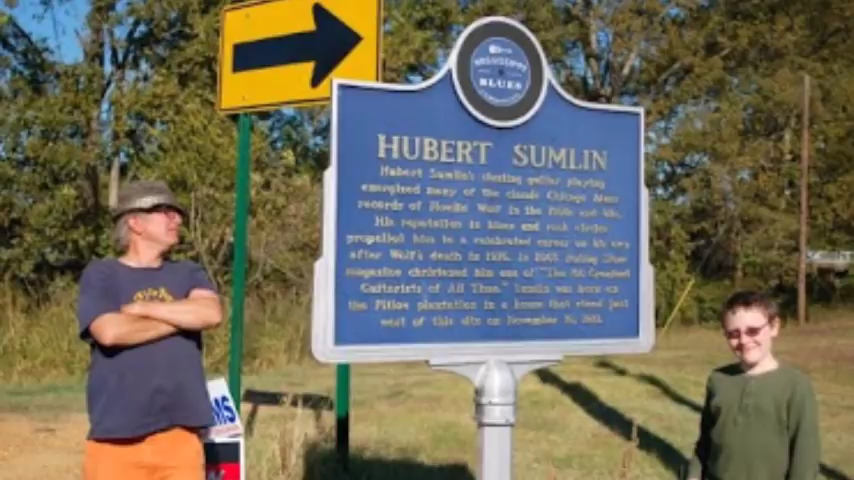 MISSISSIPPI
BLUES
HUBERT SUMLIN
Hubert Sumlin's guitar playing
energized many of the classic Chicago blues
records of Howlin' Wolf in the 1950s and 60s.
His reputation in blues and rock circles
propelled him to a celebrated career on his own
after Wolf's death in 1976. In 2003 Rolling Stone
magazine christened him one of "The 100 Greatest
Guitarists of All Time." Sumlin was born on
the Pillow plantation in a house that stood just
west of this site on November 16, 1931.
MS